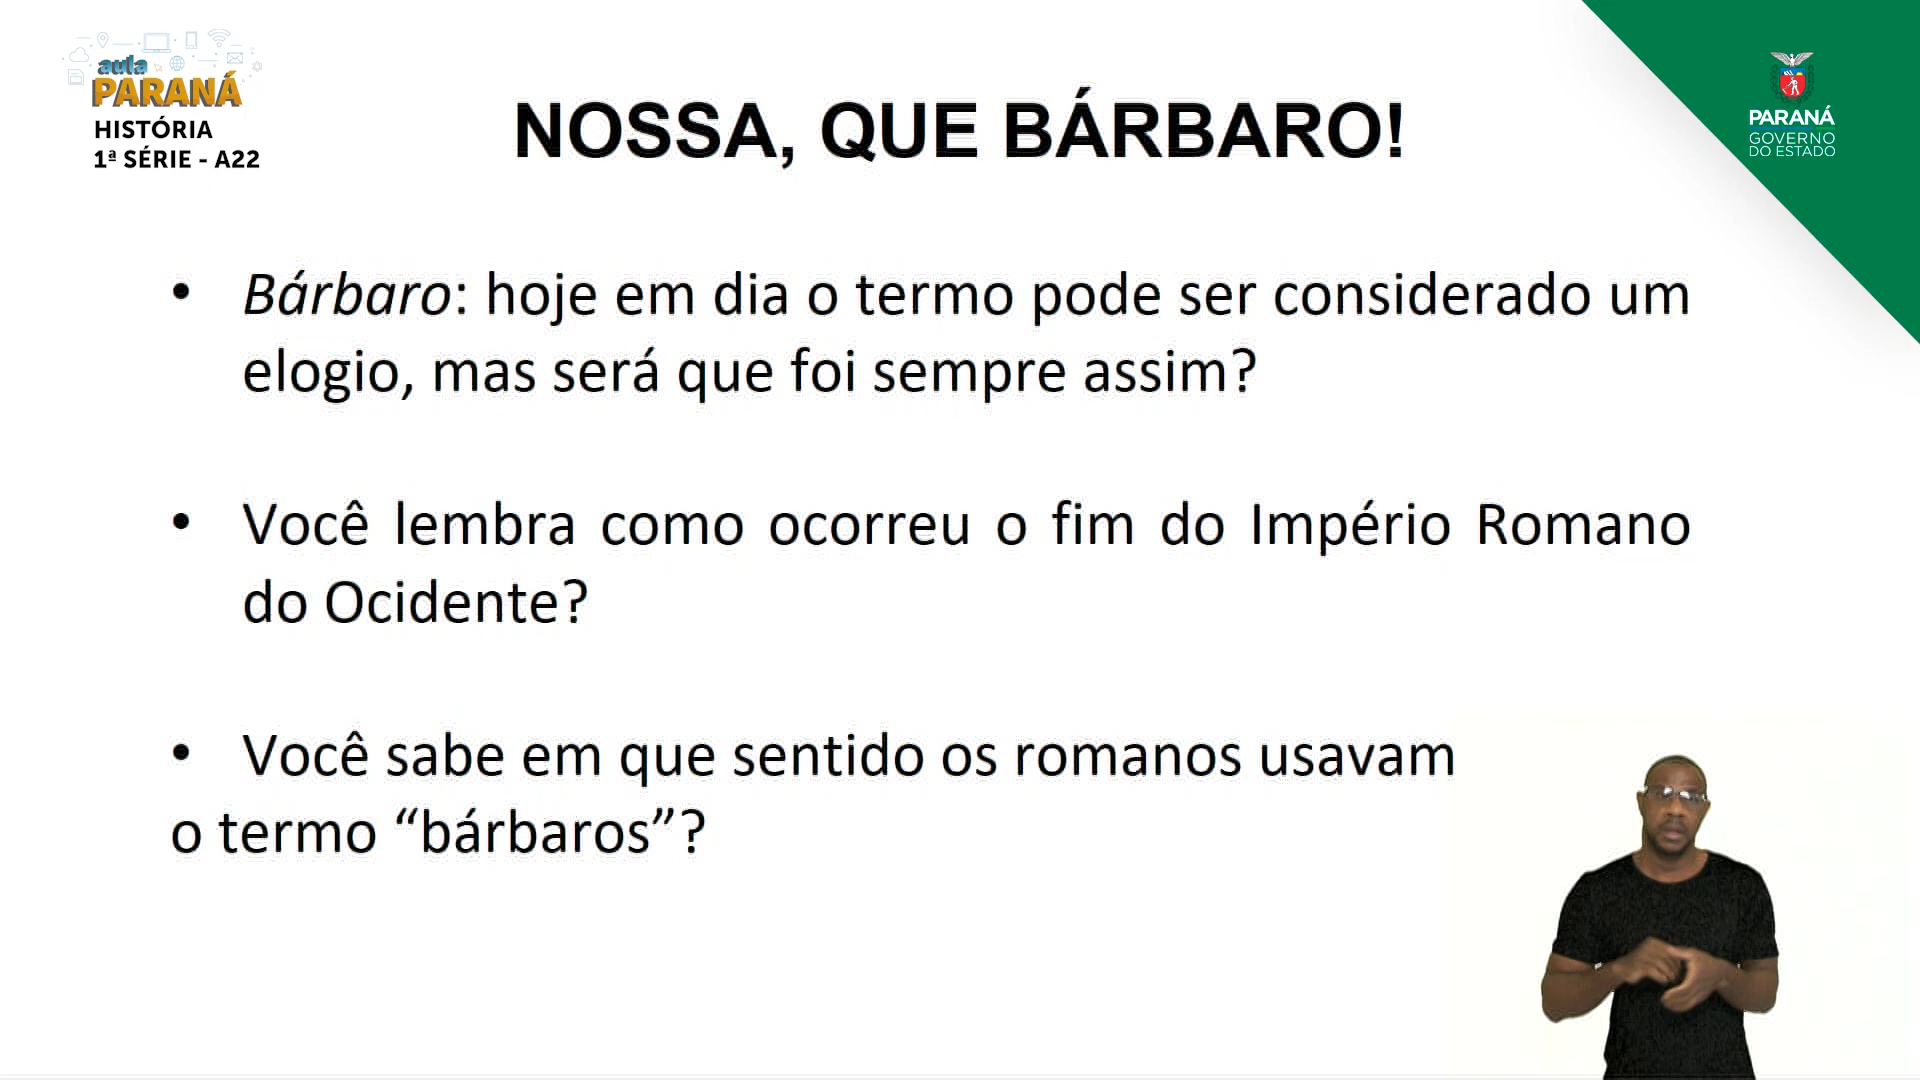 aula
PARANÁ
HISTÓRIA
1ª SÉRIE - A22
NOSSA, QUE BÁRBARO!
PARANÁ
GOVERNO
DO ESTADO
• Bárbaro: hoje em dia o termo pode ser considerado um
elogio, mas será que foi sempre assim?
• Você lembra como ocorreu o fim do Império Romano
do Ocidente?
• Você sabe em que sentido os romanos usavam
o termo “bárbaros”?